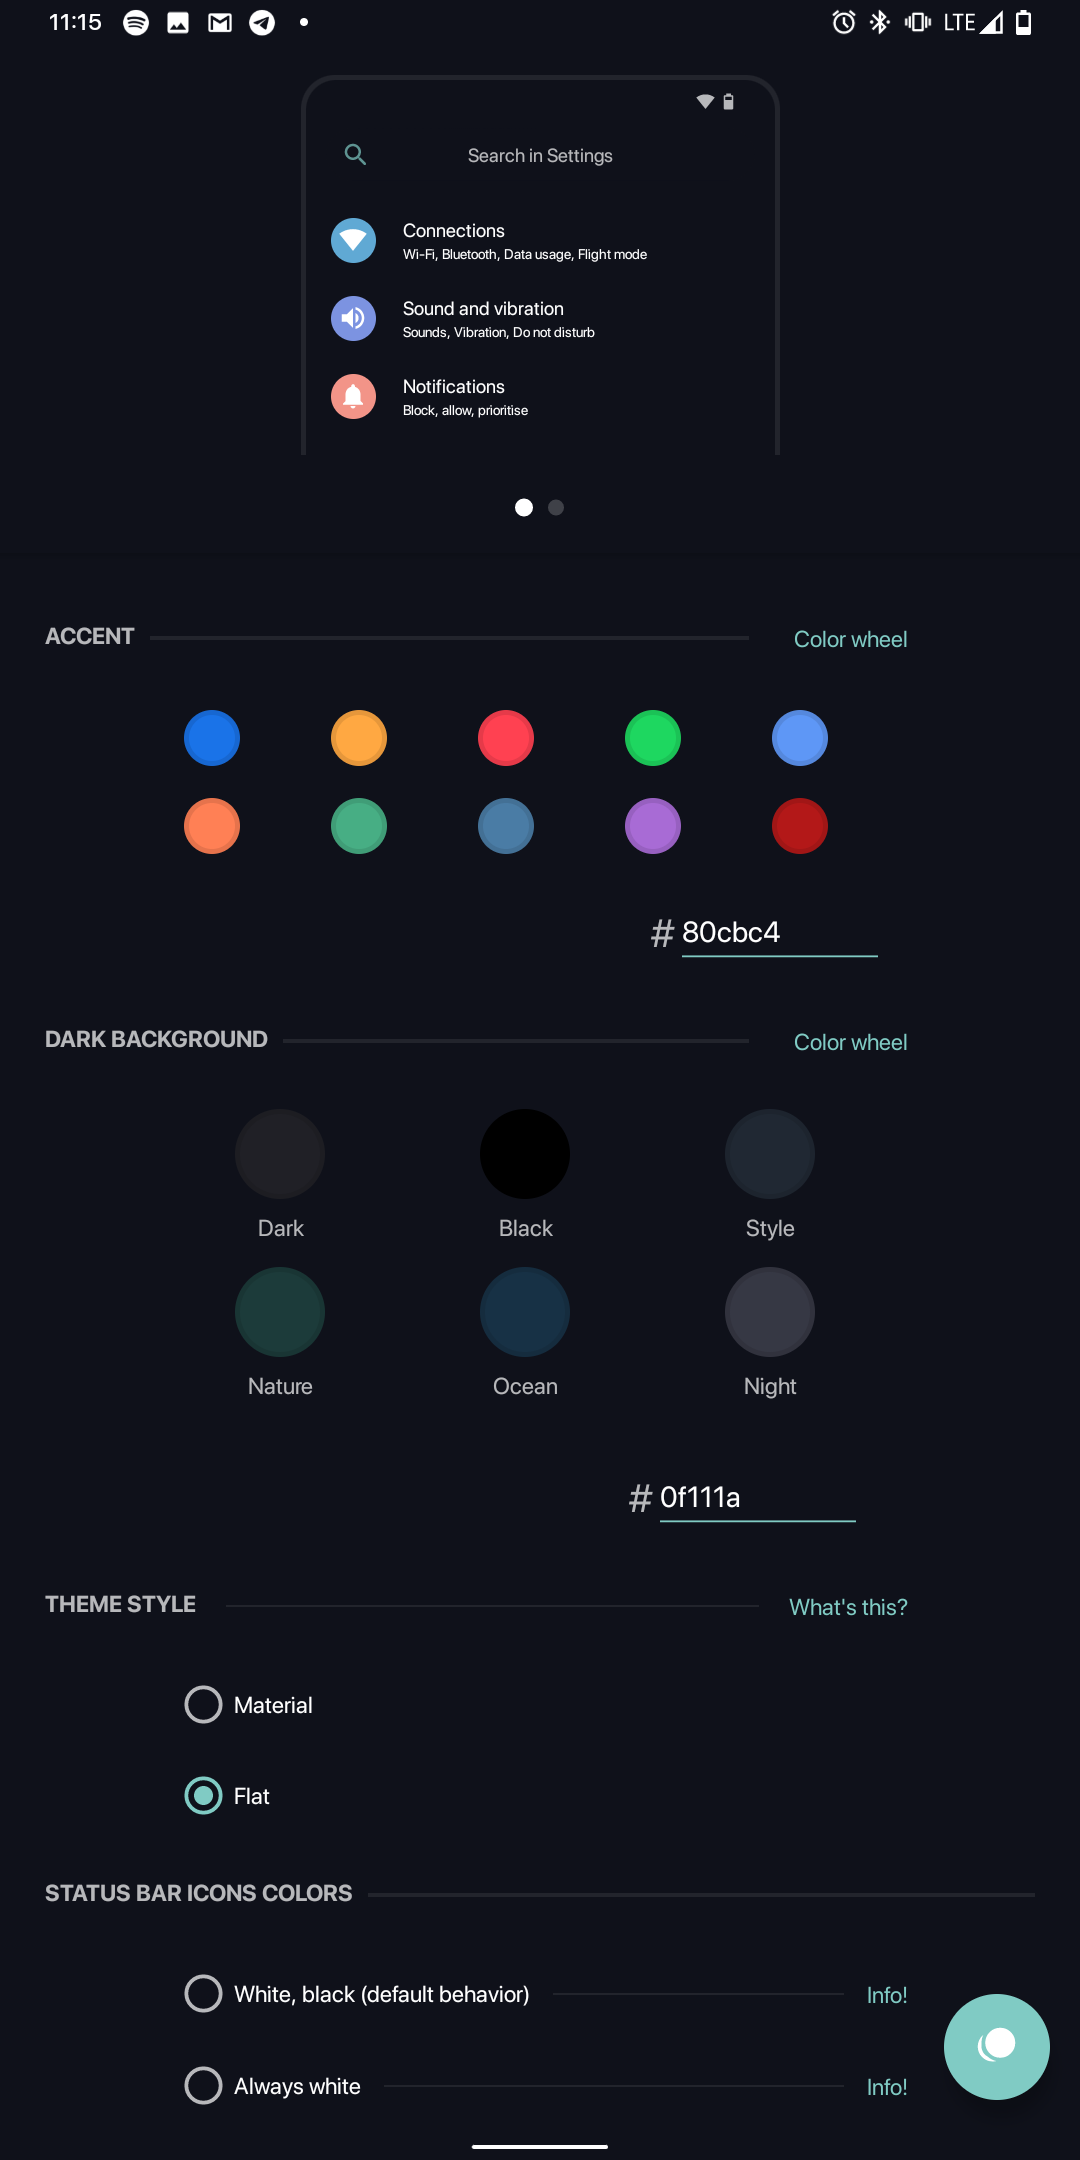 11:15 LTE
Search in Settings
Connections
Wi-Fi, Bluetooth, Data usage, Flight mode
Sound and vibration
Sounds, Vibration, Do not disturb
Notifications
Block, allow, prioritise
ACCENT Color wheel
# 80cbc4
DARK BACKGROUND Color wheel
Dark Black Style
Nature Ocean Night
# 0f111a
THEME STYLE What's this?
Material
Flat
STATUS BAR ICONS COLORS
White, black (default behavior) Info!
Always white Info!